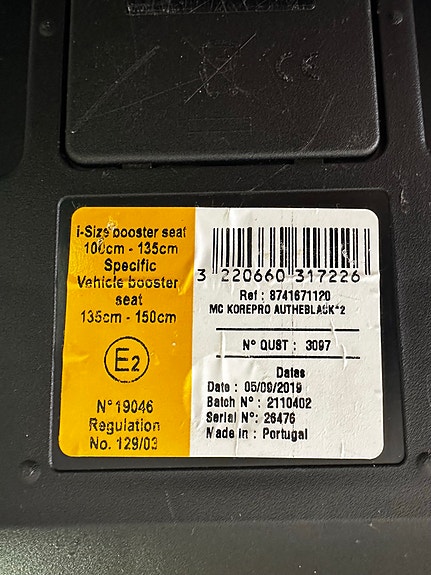 i-Size booster seat
100cm - 135cm
Specific
Vehicle booster
seat
135cm - 150cm
E2
N° 19046
Regulation
No. 129/03
3 220660 317226
Ref : 8741671120
MC KOREPRO AUTHEBLACK*2
N° QUST : 3097
Dates
Date : 05/09/2019
Batch N° : 2110402
Serial N°: 26476
Made in : Portugal
CE